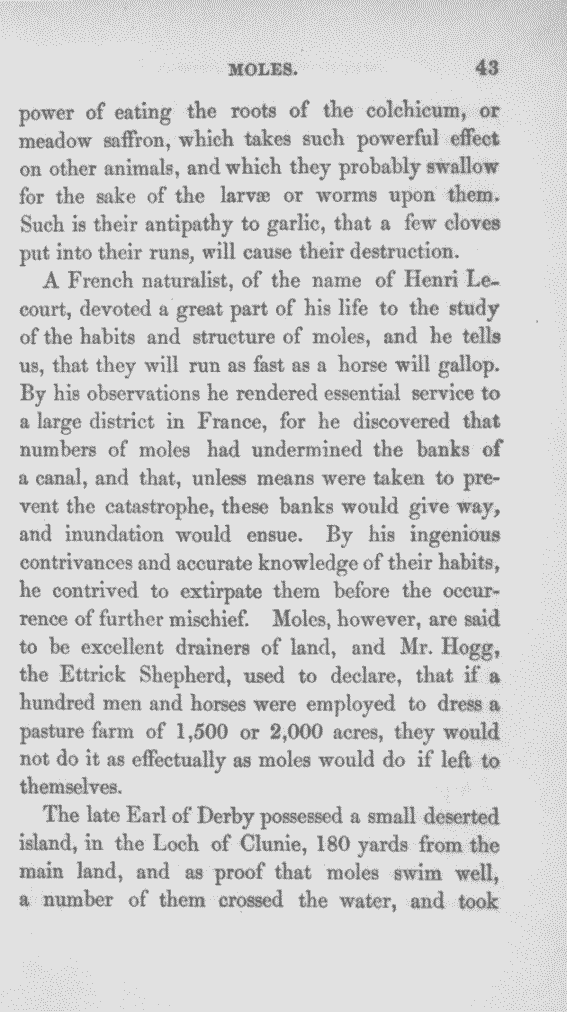 MOLES. 43
power of eating the roots of the colchicum, or
meadow saffron, which takes such powerful effect
on other animals, and which they probably swallow
for the sake of the larvæ or worms upon them.
Such is their antipathy to garlic, that a few cloves
put into their runs, will cause their destruction.
A French naturalist, of the name of Henri Le-
court, devoted a great part of his life to the study
of the habits and structure of moles, and he tells
us, that they will run as fast as a horse will gallop.
By his observations he rendered essential service to
a large district in France, for he discovered that
numbers of moles had undermined the banks of
a canal, and that, unless means were taken to pre-
vent the catastrophe, these banks would give way,
and inundation would ensue. By his ingenious
contrivances and accurate knowledge of their habits,
he contrived to extirpate them before the occur-
rence of further mischief. Moles, however, are said
to be excellent drainers of land, and Mr. Hogg,
the Ettrick Shepherd, used to declare, that if a
hundred men and horses were employed to dress a
pasture farm of 1,500 or 2,000 acres, they would
not do it as effectually as moles would do if left to
themselves.
The late Earl of Derby possessed a small deserted
island, in the Loch of Clunie, 180 yards from the
main land, and as proof that moles swim well,
a number of them crossed the water, and took